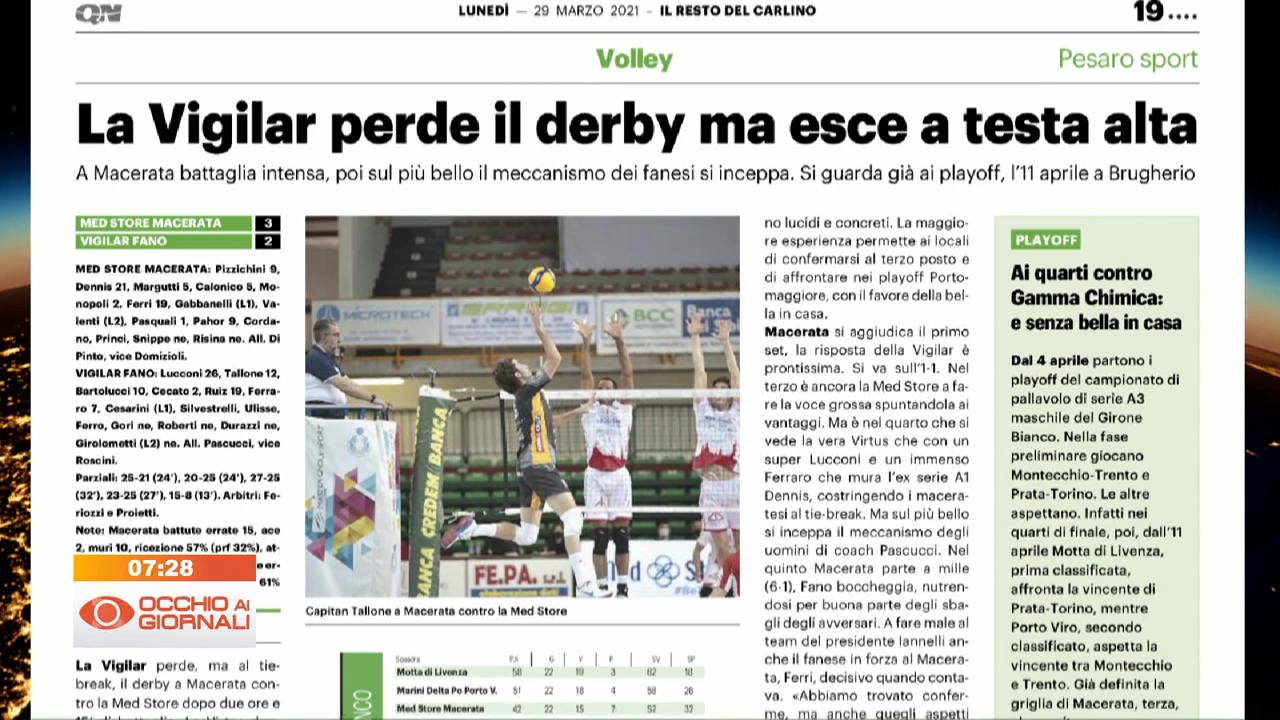 QN
LUNEDÌ — 29 MARZO 2021 – IL RESTO DEL CARLINO
19 ....
Volley
Pesaro sport
La Vigilar perde il derby ma esce a testa alta
A Macerata battaglia intensa, poi sul più bello il meccanismo dei fanesi si inceppa. Si guarda già ai playoff, l'11 aprile a Brugherio
MED STORE MACERATA 3
VIGILAR FANO 2
MED STORE MACERATA: Pizzichini 9,
Dennis 21, Margutti 5, Calonico 5, Mo-
nopoli 2, Ferri 19, Gabbanelli (L1), Va-
lenti (L2), Pasquali 1, Pahor 9, Corda-
no, Princi, Snippe ne, Risina ne. All. Di
Pinto, vice Domizioli.
VIGILAR FANO: Lucconi 26, Tallone 12,
Bartolucci 10, Cecato 2, Ruiz 19, Ferra-
ro 7, Cesarini (L1), Silvestrelli, Ulisse,
Ferro, Gori ne, Roberti ne, Durazzi ne,
Girolometti (L2) ne. All. Pascucci, vice
Roscini.
Parziali: 25-21 (24'), 20-25 (24'), 27-25
(32'), 23-25 (27'), 15-8 (13'). Arbitri: Fe-
riozzi e Proietti.
Note: Macerata battute errate 15, ace
2, muri 10, ricezione 57% (prf 32%), at-
e er-
61%
07:28
OCCHIO AI
GIORNALI
La Vigilar perde, ma al tie-
break, il derby a Macerata con-
tro la Med Store dopo due ore e
MICROTECH
BCC
Banca
BANCA CREDEM BANCA
FE.PA. s.r.l.
Capitan Tallone a Macerata contro la Med Store
NCO
Squadra P.S G V P SV SP
Motta di Livenza 58 22 19 3 62 18
Marini Delta Po Porto V. 51 22 18 4 58 26
Med Store Macerata 42 22 15 7 52 32
no lucidi e concreti. La maggio-
re esperienza permette ai locali
di confermarsi al terzo posto e
di affrontare nei playoff Porto-
maggiore, con il favore della bel-
la in casa.
Macerata si aggiudica il primo
set, la risposta della Vigilar è
prontissima. Si va sull'1-1. Nel
terzo è ancora la Med Store a fa-
re la voce grossa spuntandola ai
vantaggi. Ma è nel quarto che si
vede la vera Virtus che con un
super Lucconi e un immenso
Ferraro che mura l'ex serie A1
Dennis, costringendo i macera-
tesi al tie-break. Ma sul più bello
si inceppa il meccanismo degli
uomini di coach Pascucci. Nel
quinto Macerata parte a mille
(6-1), Fano boccheggia, nutren-
dosi per buona parte degli sba-
gli degli avversari. A fare male al
team del presidente Iannelli an-
che il fanese in forza al Macera-
ta, Ferri, decisivo quando conta-
va. «Abbiamo trovato confer-
me, ma anche quegli aspetti
PLAYOFF
Ai quarti contro
Gamma Chimica:
e senza bella in casa
Dal 4 aprile partono i
playoff del campionato di
pallavolo di serie A3
maschile del Girone
Bianco. Nella fase
preliminare giocano
Montecchio-Trento e
Prata-Torino. Le altre
aspettano. Infatti nei
quarti di finale, poi, dall'11
aprile Motta di Livenza,
prima classificata,
affronta la vincente di
Prata-Torino, mentre
Porto Viro, secondo
classificato, aspetta la
vincente tra Montecchio
e Trento. Già definita la
griglia di Macerata, terza,